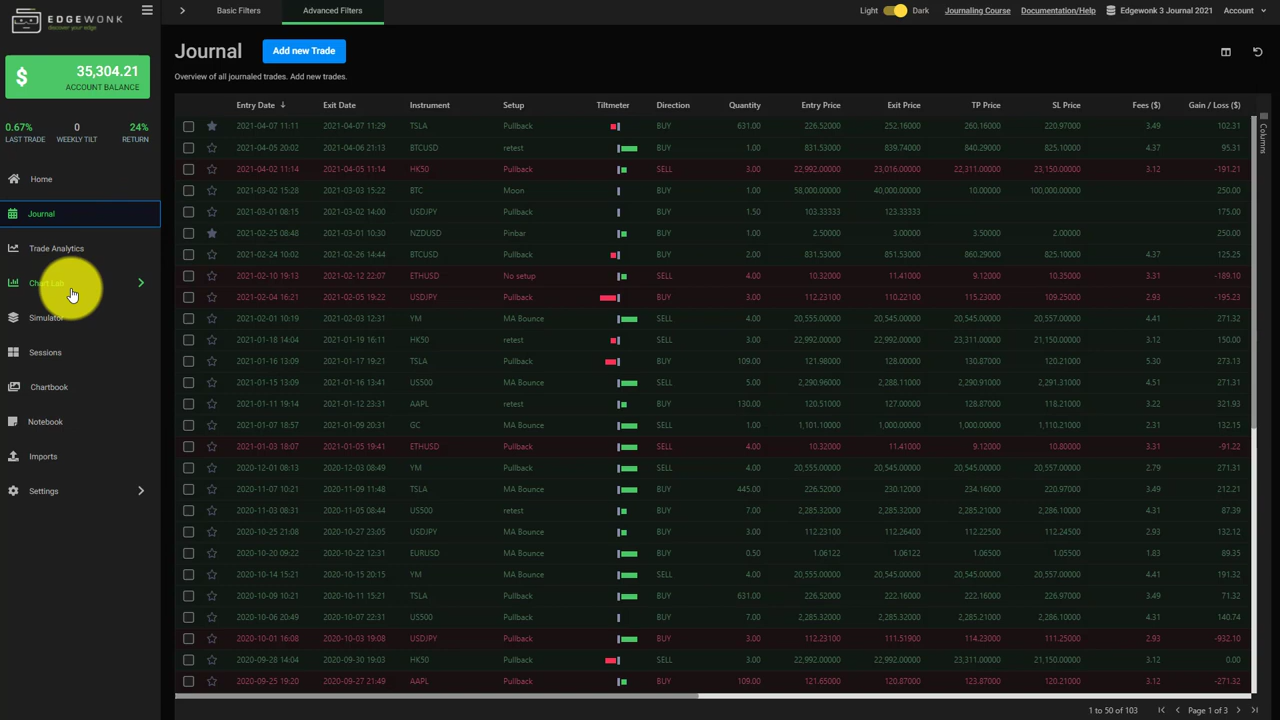 EDGEWONK
discover your edge
Basic Filters
Advanced Filters
Light Dark
Journaling Course
Documentation/Help
Edgewonk 3 Journal 2021
Account
$ 35,304.21
ACCOUNT BALANCE
0.67% 0 24%
LAST TRADE WEEKLY TILT RETURN
Home
Journal
Trade Analytics
Chart Lab
Simulator
Sessions
Chartbook
Notebook
Imports
Settings
Journal Add new Trade
Overview of all journaled trades. Add new trades.
Entry Date ↓ Exit Date Instrument Setup Tiltmeter Direction Quantity Entry Price Exit Price TP Price SL Price Fees ($) Gain / Loss ($)
2021-04-07 11:11 2021-04-07 11:29 TSLA Pullback BUY 631.00 226.52000 252.16000 260.16000 220.97000 3.49 102.31
2021-04-05 20:02 2021-04-06 21:13 BTCUSD retest BUY 1.00 831.53000 839.74000 840.29000 825.10000 4.37 95.31
2021-04-02 11:14 2021-04-05 11:14 HK50 Pullback SELL 3.00 22,992.00000 23,016.00000 22,311.00000 23,150.00000 3.12 -191.21
2021-03-02 15:28 2021-03-03 15:22 BTC Moon BUY 1.00 58,000.00000 40,000.00000 10.00000 100,000.00000 250.00
2021-03-01 08:15 2021-03-02 14:00 USDJPY Pullback BUY 1.50 103.33333 123.33333 175.00
2021-02-25 08:48 2021-03-01 10:30 NZDUSD Pinbar BUY 1.00 2.50000 3.00000 3.50000 2.00000 250.00
2021-02-24 10:02 2021-02-26 12:44 BTCUSD Pullback BUY 2.00 831.53000 851.53000 860.29000 825.10000 4.37 125.25
2021-02-10 19:13 2021-02-12 22:07 ETHUSD No setup SELL 4.00 10.32000 11.41000 9.12000 10.35000 3.31 -189.10
2021-02-04 16:21 2021-02-05 19:22 USDJPY Pullback BUY 3.00 112.23100 110.22100 115.23000 109.25000 2.93 -195.23
2021-02-01 10:19 2021-02-03 12:31 YM MA Bounce SELL 4.00 20,555.00000 20,545.00000 20,545.00000 20,557.00000 4.41 271.32
2021-01-18 14:04 2021-01-19 16:11 HK50 retest SELL 3.00 22,992.00000 22,992.00000 23,311.00000 21,150.00000 3.12 150.00
2021-01-16 13:09 2021-01-17 19:21 TSLA Pullback BUY 109.00 121.98000 128.00000 130.87000 120.21000 5.30 273.13
2021-01-15 13:09 2021-01-16 13:41 US500 MA Bounce SELL 5.00 2,290.96000 2,288.11000 2,290.91000 2,291.31000 4.51 271.31
2021-01-11 19:14 2021-01-12 23:31 AAPL retest BUY 130.00 120.51000 127.00000 128.87000 118.21000 3.22 321.93
2021-01-07 18:57 2021-01-09 20:31 GC MA Bounce SELL 1.00 1,101.10000 1,000.00000 1,000.00000 1,110.21000 2.31 132.15
2021-01-03 18:07 2021-01-05 19:41 ETHUSD Pullback SELL 4.00 10.32000 11.41000 9.12000 10.80000 3.31 -91.22
2020-12-01 08:13 2020-12-03 08:49 YM Pullback SELL 4.00 20,555.00000 20,545.00000 20,545.00000 20,557.00000 2.79 271.31
2020-11-07 10:21 2020-11-09 11:48 TSLA MA Bounce BUY 445.00 226.52000 230.12000 234.16000 220.97000 3.49 212.21
2020-11-03 08:31 2020-11-05 08:44 US500 retest BUY 7.00 2,285.32000 2,285.32000 2,285.21000 2,286.10000 4.31 87.39
2020-10-25 21:08 2020-10-27 23:05 USDJPY MA Bounce BUY 3.00 112.23100 112.26400 112.22500 112.24500 2.93 132.12
2020-10-20 09:22 2020-10-22 12:31 EURUSD MA Bounce BUY 0.50 1.06122 1.06122 1.06500 1.05500 1.83 89.35
2020-10-14 15:21 2020-10-15 20:15 YM MA Bounce SELL 4.00 20,555.00000 20,545.00000 20,545.00000 20,557.00000 4.41 191.32
2020-10-09 10:21 2020-10-11 15:21 TSLA Pullback BUY 631.00 226.52000 222.16000 222.16000 226.97000 3.49 71.32
2020-10-06 20:49 2020-10-07 22:31 US500 Pullback BUY 7.00 2,285.32000 2,285.32000 2,285.21000 2,286.10000 4.31 140.74
2020-10-01 16:08 2020-10-03 19:08 USDJPY Pullback BUY 3.00 112.23100 111.51900 114.23000 111.25000 2.93 -932.10
2020-09-28 14:04 2020-09-30 19:03 HK50 Pullback SELL 3.00 22,992.00000 22,992.00000 23,311.00000 21,150.00000 3.12 0.00
2020-09-25 19:20 2020-09-27 21:49 AAPL Pullback BUY 109.00 121.65000 120.87000 123.87000 120.21000 3.12 -271.32
Columns
1 to 50 of 103 Page 1 of 3